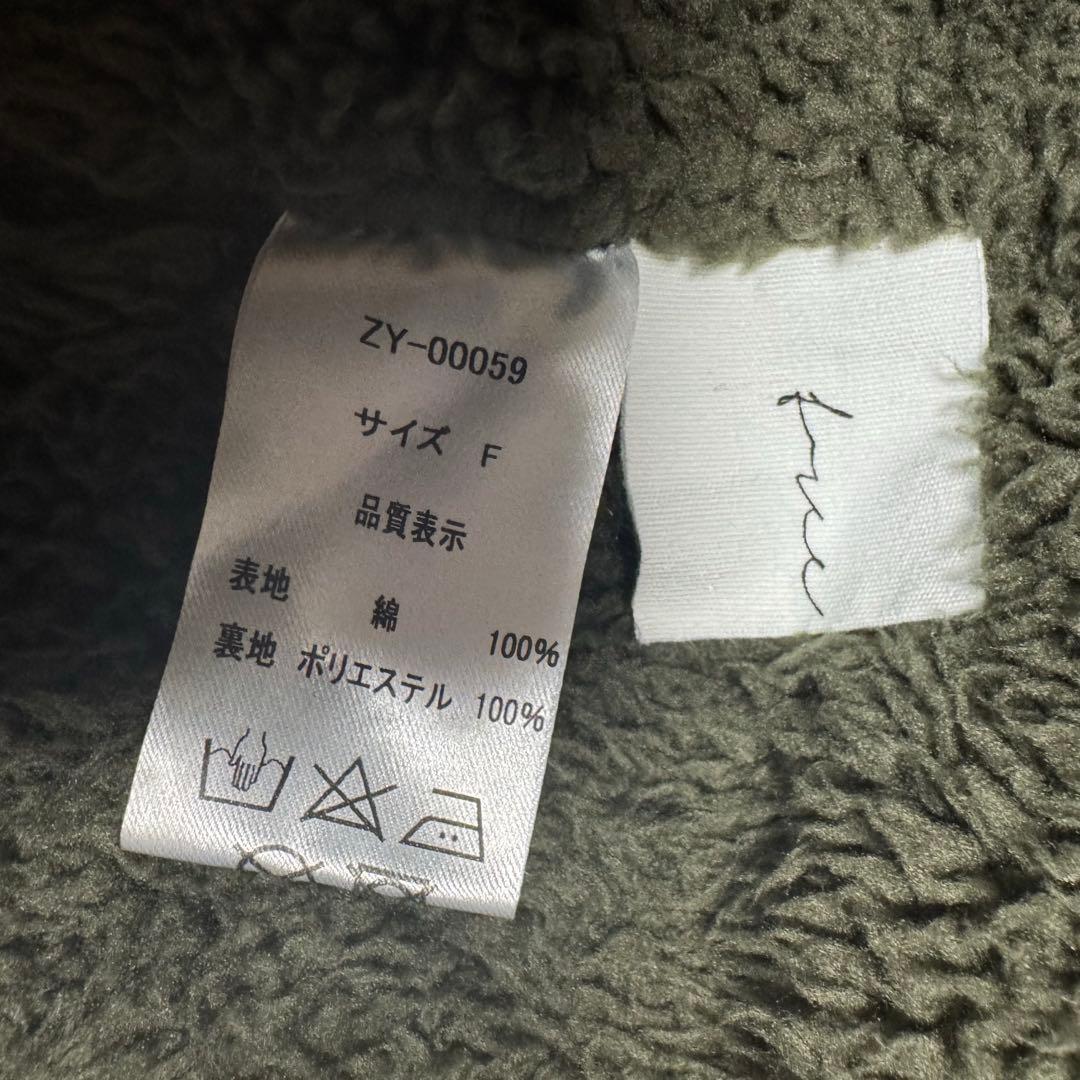 ZY-00059
サイズ F
品質表示
表地 綿 100%
裏地 ポリエステル 100%